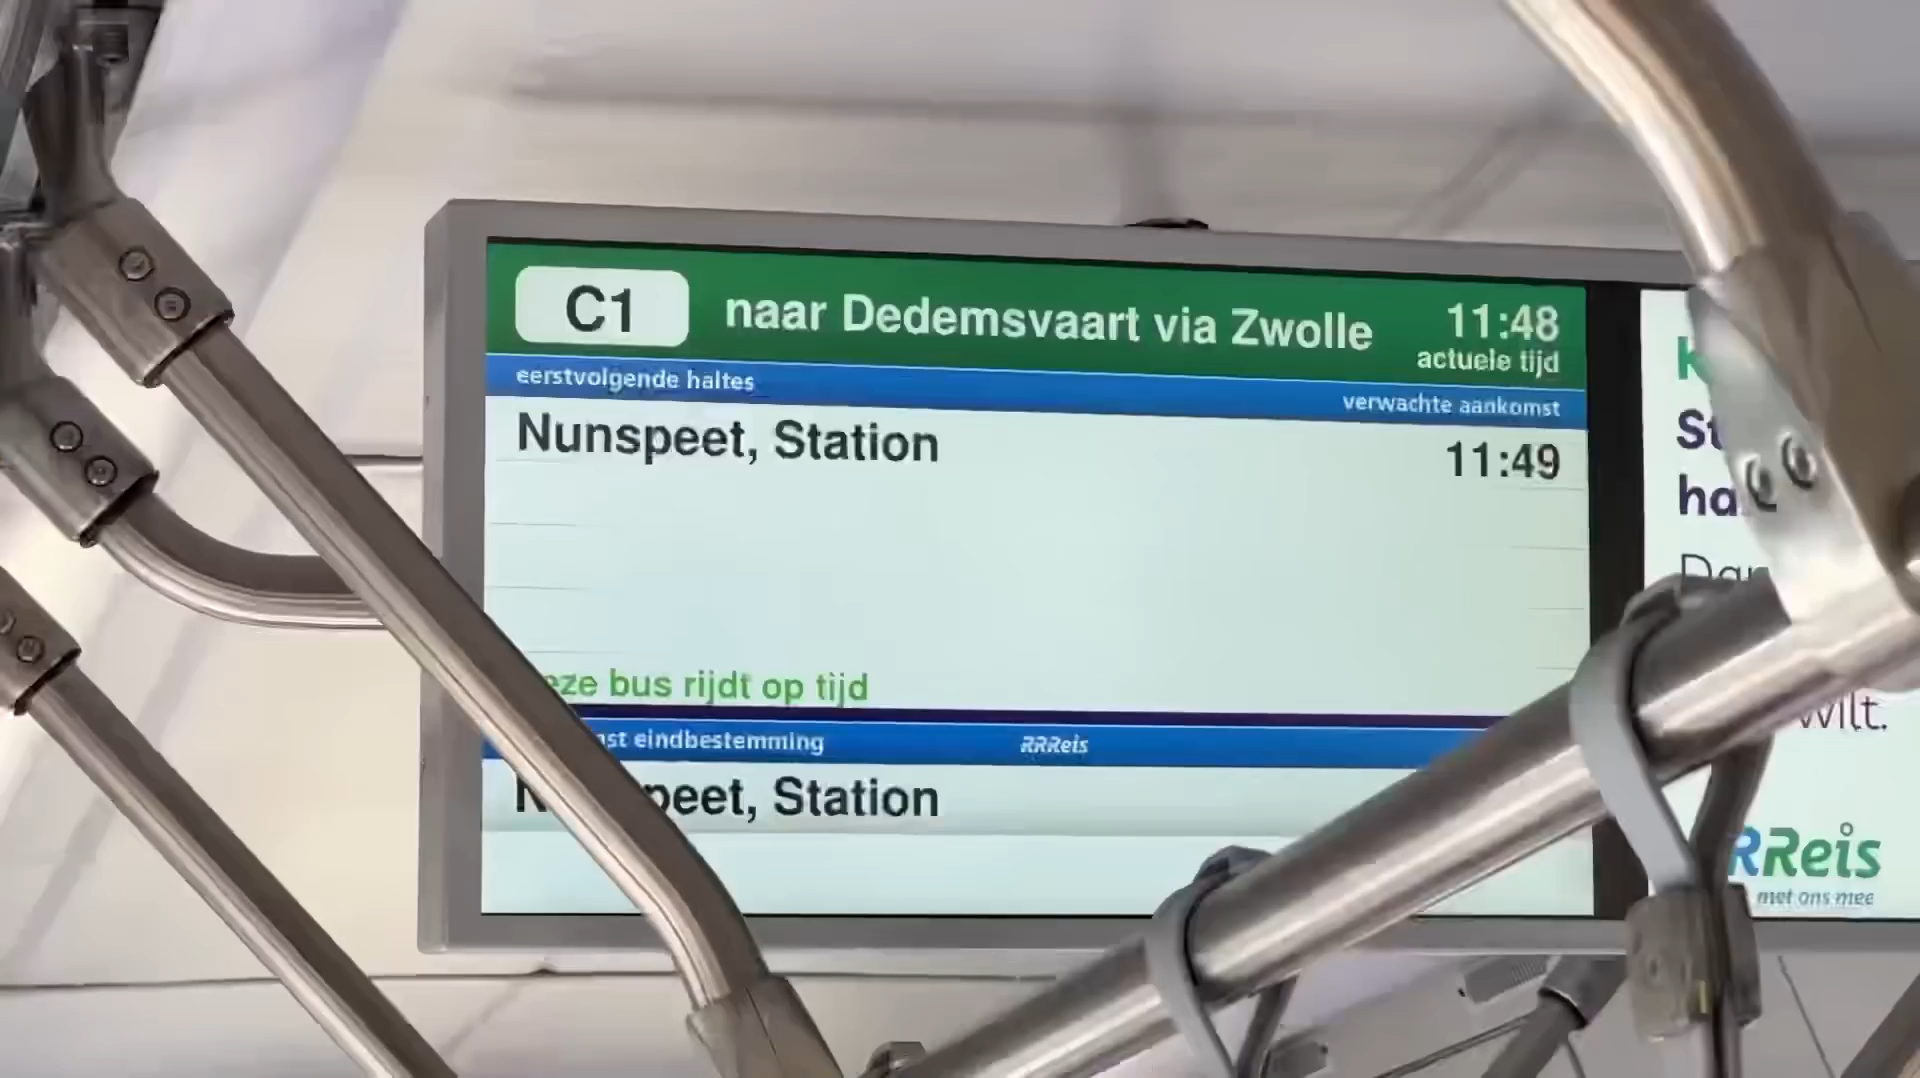 C1 naar Dedemsvaart via Zwolle 11:48
actuele tijd
eerstvolgende haltes
verwachte aankomst
Nunspeet, Station 11:49
bus rijdt op tijd
eindbestemming RRReis
Station
wilt.
RReis
met ons mee